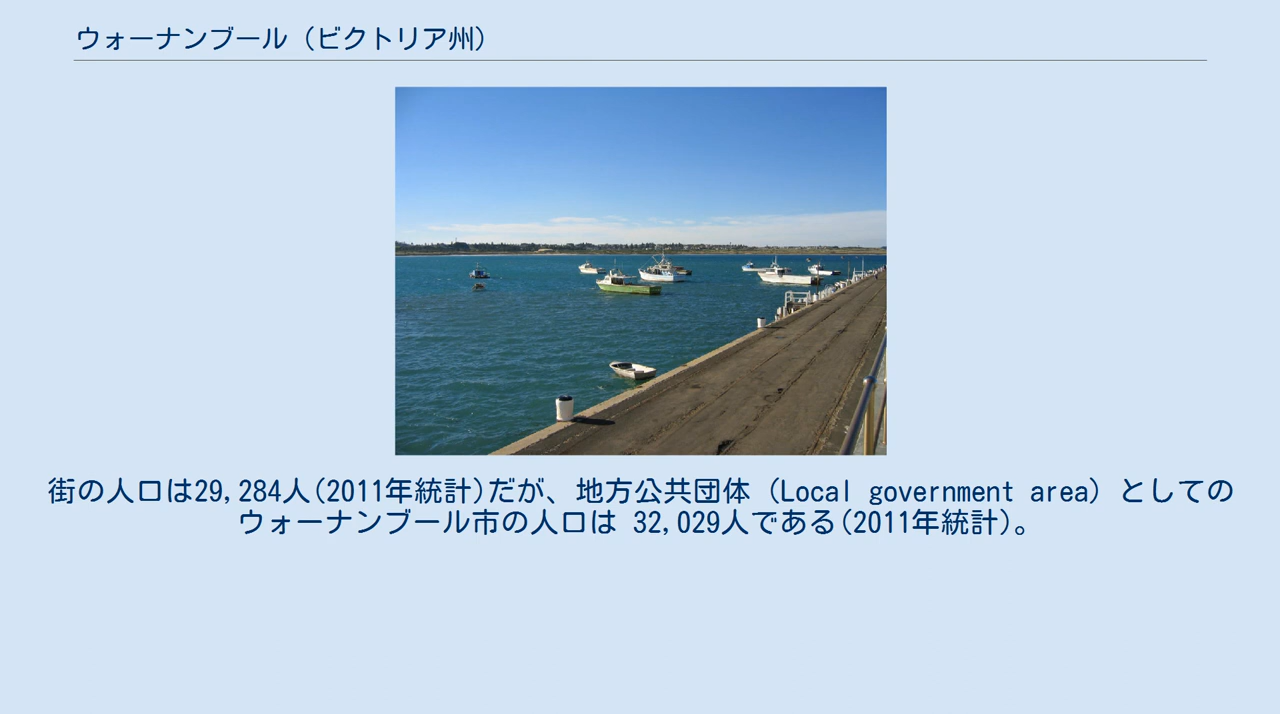 ウォーナンブール（ビクトリア州）
街の人口は29,284人(2011年統計)だが、地方公共団体（Local government area）としての
ウォーナンブール市の人口は 32,029人である(2011年統計)。